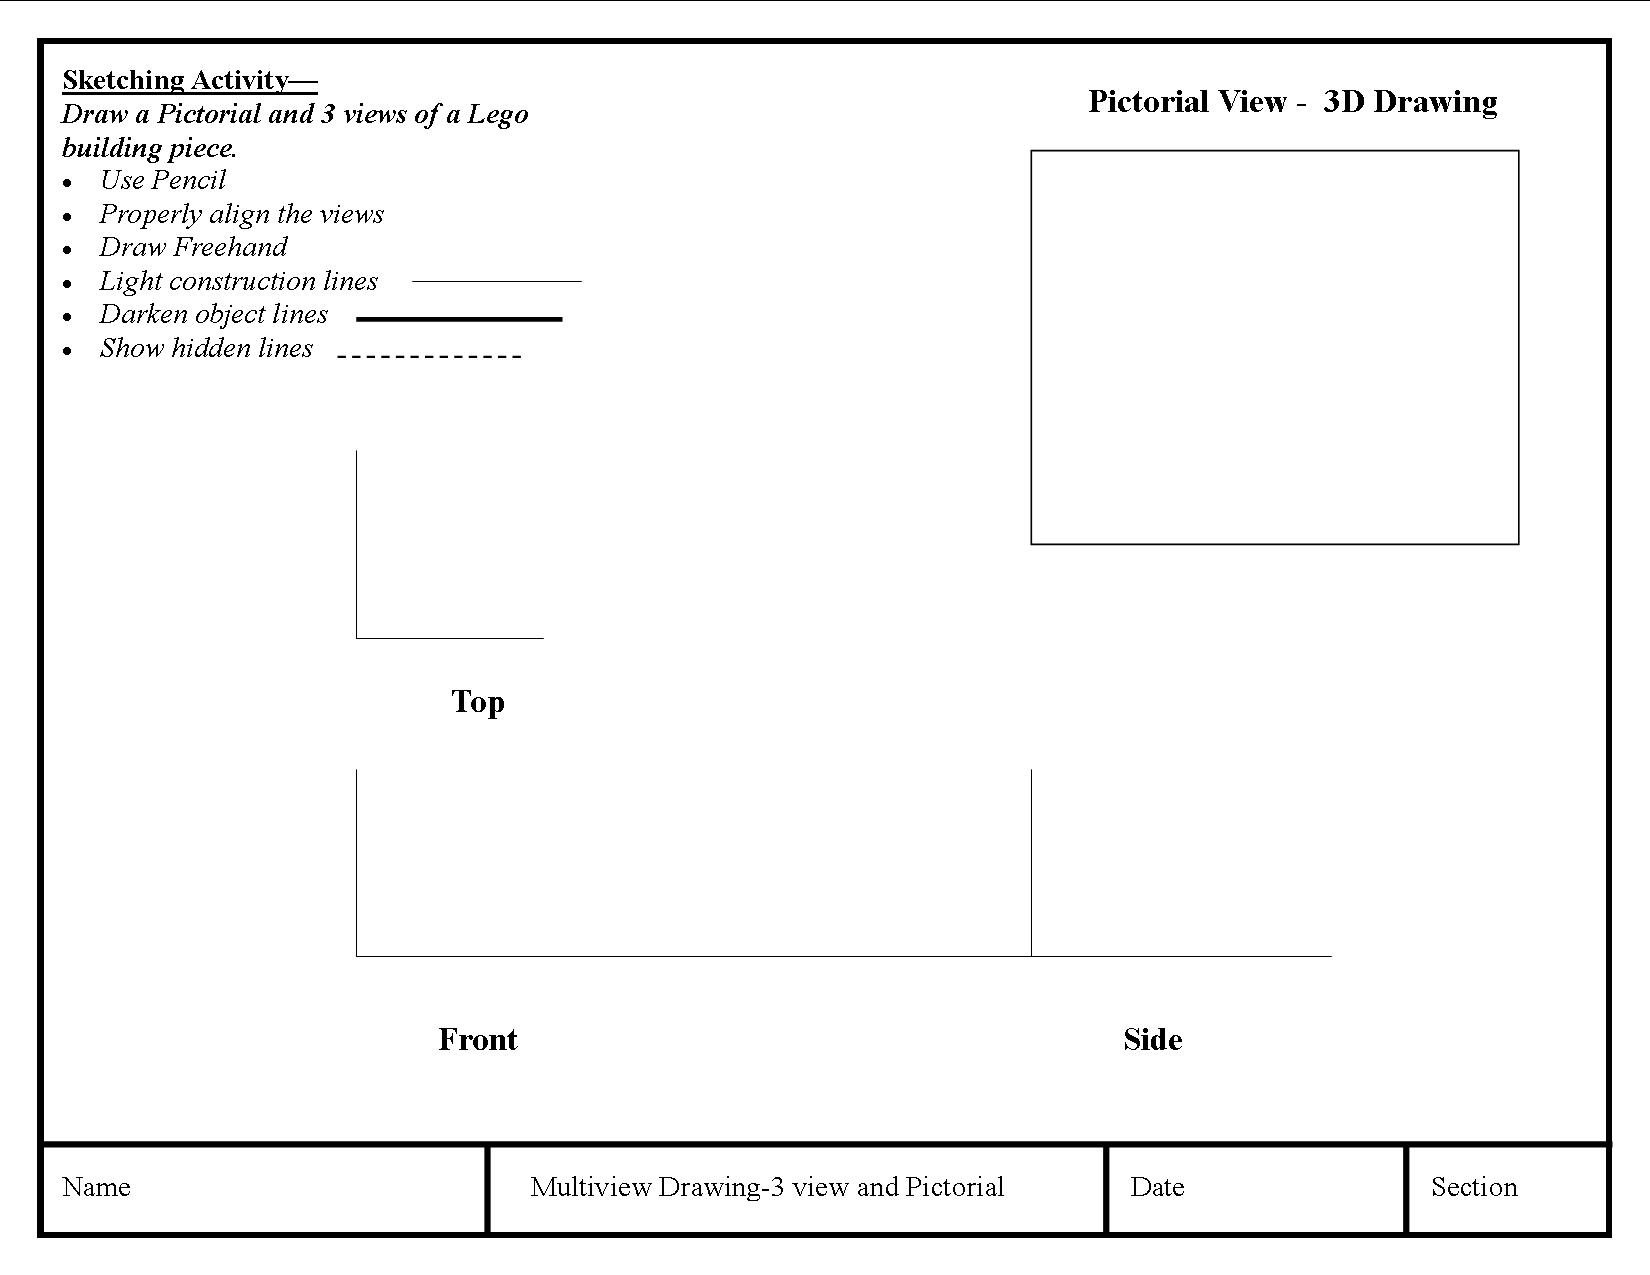 Sketching Activity—
Draw a Pictorial and 3 views of a Lego
building piece.
• Use Pencil
• Properly align the views
• Draw Freehand
• Light construction lines
• Darken object lines
• Show hidden lines
Pictorial View -  3D Drawing
Top
Front
Side
Name
Multiview Drawing-3 view and Pictorial
Date
Section